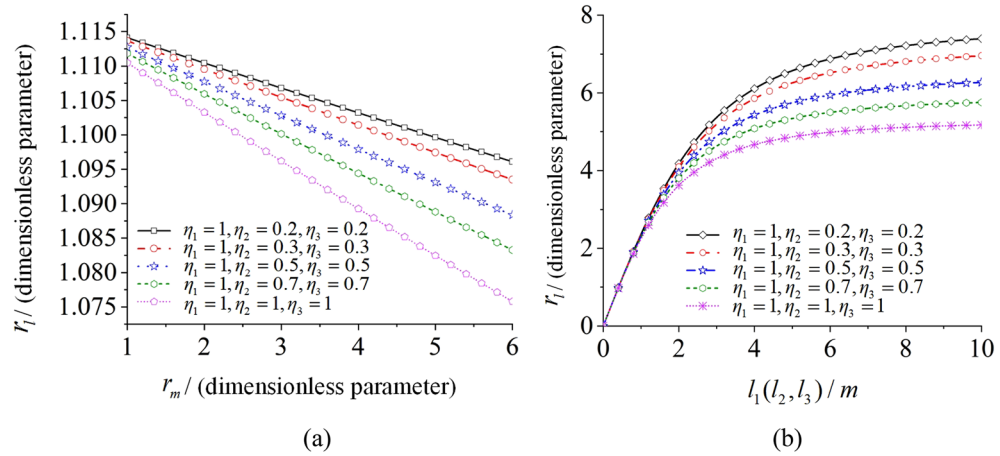 1.115
1.110
1.105
1.100
1.095
1.090
1.085
1.080
1.075
r_l / (dimensionless parameter)
η₁ = 1, η₂ = 0.2, η₃ = 0.2
η₁ = 1, η₂ = 0.3, η₃ = 0.3
η₁ = 1, η₂ = 0.5, η₃ = 0.5
η₁ = 1, η₂ = 0.7, η₃ = 0.7
η₁ = 1, η₂ = 1, η₃ = 1
1 2 3 4 5 6
r_m / (dimensionless parameter)
(a)
8
6
4
2
0
r_l / (dimensionless parameter)
η₁ = 1, η₂ = 0.2, η₃ = 0.2
η₁ = 1, η₂ = 0.3, η₃ = 0.3
η₁ = 1, η₂ = 0.5, η₃ = 0.5
η₁ = 1, η₂ = 0.7, η₃ = 0.7
η₁ = 1, η₂ = 1, η₃ = 1
0 2 4 6 8 10
l₁(l₂, l₃) / m
(b)